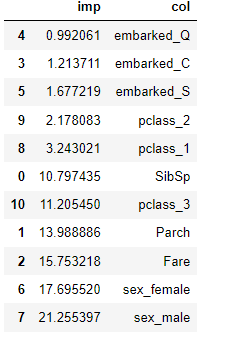 imp col
4 0.992061 embarked_Q
3 1.213711 embarked_C
5 1.677219 embarked_S
9 2.178083 pclass_2
8 3.243021 pclass_1
0 10.797435 SibSp
10 11.205450 pclass_3
1 13.988886 Parch
2 15.753218 Fare
6 17.695520 sex_female
7 21.255397 sex_male